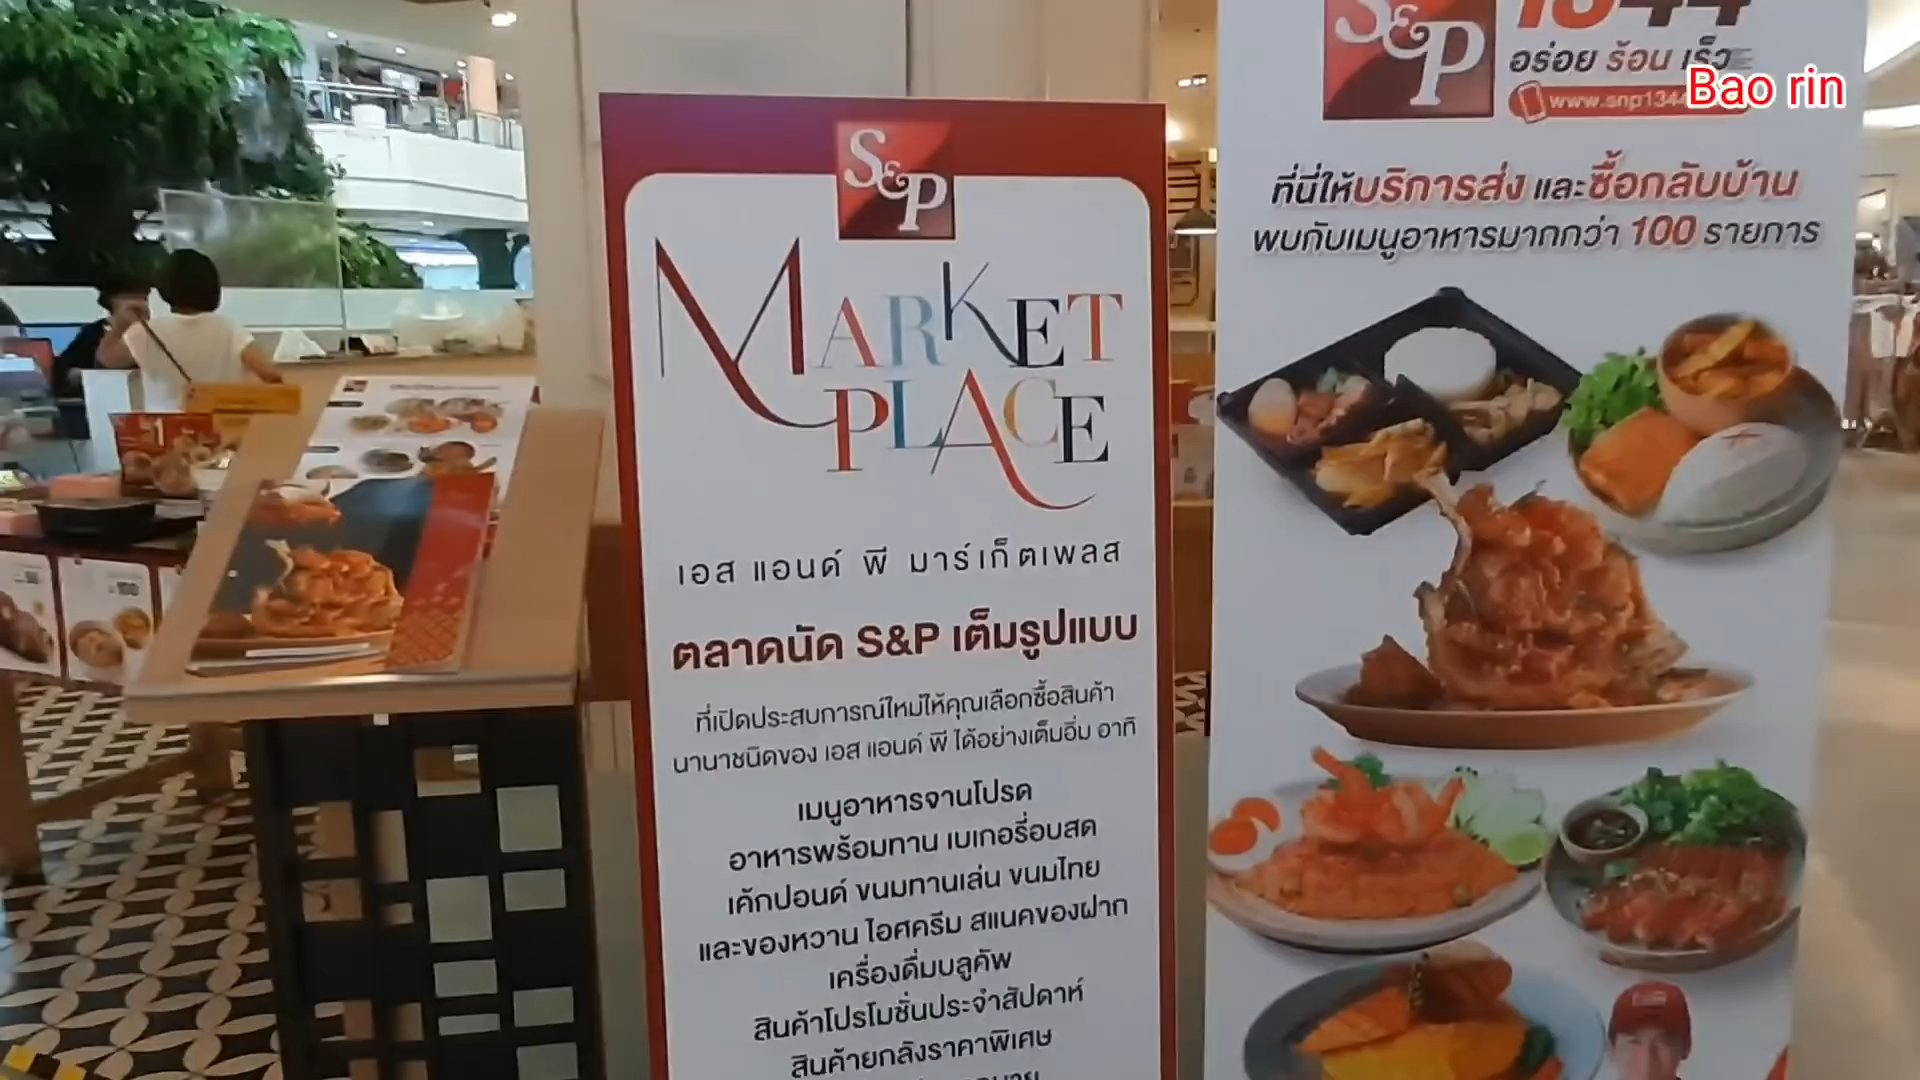 S&P
MARKET
PLACE
เอส แอนด์ พี มาร์เก็ตเพลส
ตลาดนัด S&P เต็มรูปแบบ
ที่เปิดประสบการณ์ใหม่ให้คุณเลือกซื้อสินค้า
นานาชนิดของ เอส แอนด์ พี ได้อย่างเต็มอิ่ม อาทิ
เมนูอาหารจานโปรด
อาหารพร้อมทาน เบเกอรี่อบสด
เค้กปอนด์ ขนมทานเล่น ขนมไทย
และของหวาน ไอศครีม สแนคของฝาก
เครื่องดื่มบลูคัพ
สินค้าโปรโมชั่นประจำสัปดาห์
สินค้ายกลังราคาพิเศษ
S&P
1344
อร่อย ร้อน เร็ว
www.snp1344
Bao rin
ที่นี่ให้บริการส่ง และซื้อกลับบ้าน
พบกับเมนูอาหารมากกว่า 100 รายการ
100